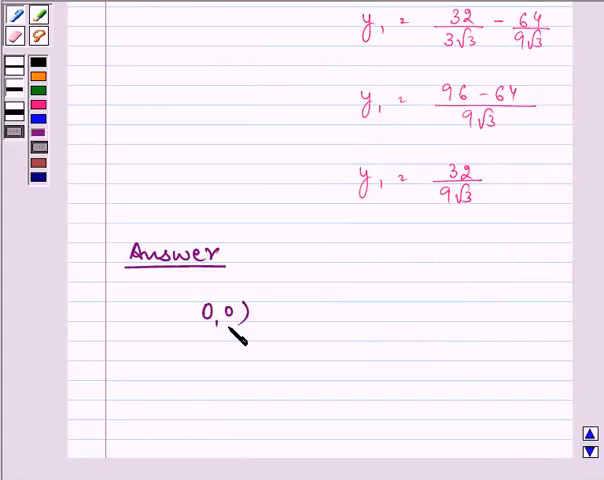 y₁ = 32/3√3 - 64/9√3
y₁ = 96 - 64/9√3
y₁ = 32/9√3
Answer
0, 0)